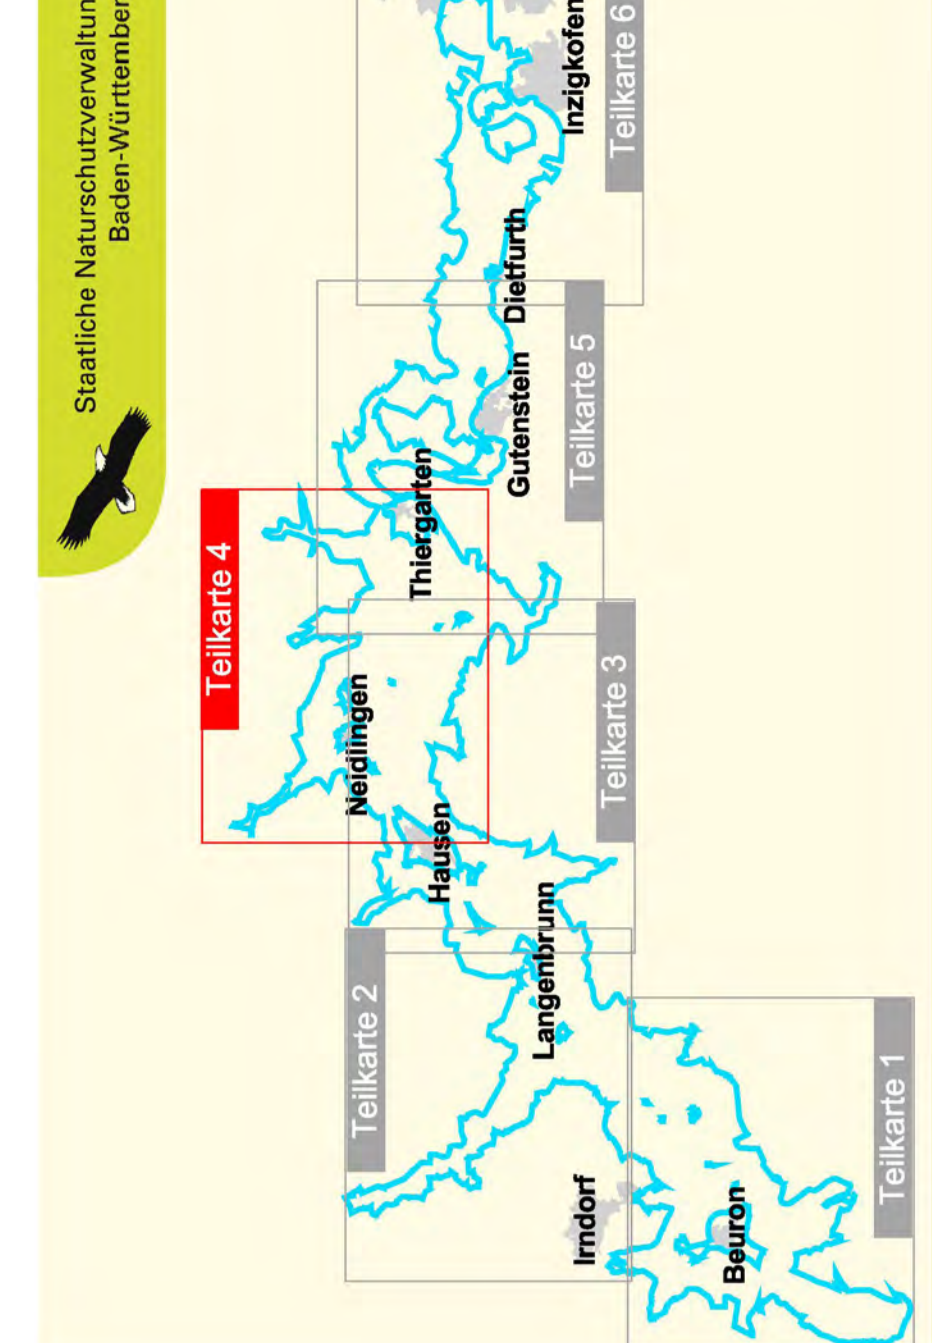 Staatliche Naturschutzverwaltun
Baden-Württember
Teilkarte 4
Teilkarte 2
Neidlingen
Thiergarten
Hausen
Gutenstein
Dietfurth
Langenbrunn
Inzigkofen
Teilkarte 5
Irndorf
Teilkarte 3
Teilkarte 6
Beuron
Teilkarte 1